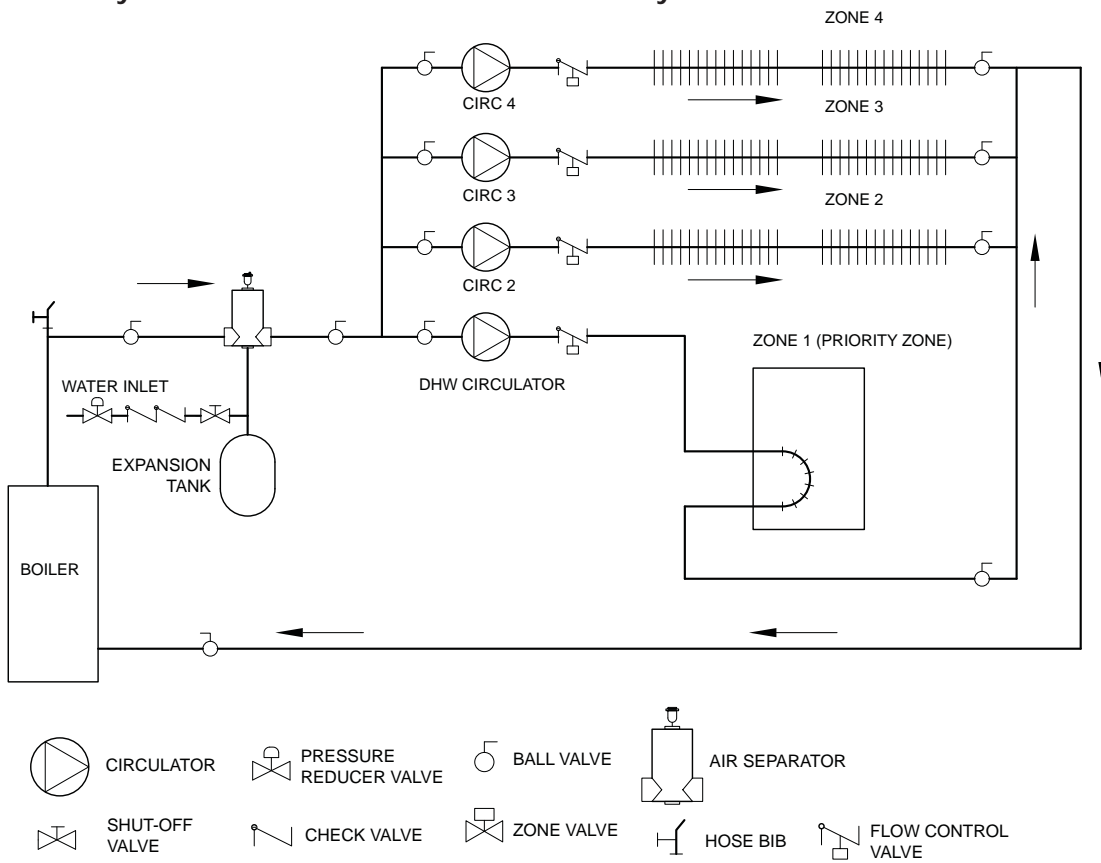 ZONE 4
CIRC 4
ZONE 3
CIRC 3
ZONE 2
CIRC 2
DHW CIRCULATOR
ZONE 1 (PRIORITY ZONE)
WATER INLET
EXPANSION
TANK
BOILER
CIRCULATOR
PRESSURE
REDUCER VALVE
BALL VALVE
AIR SEPARATOR
SHUT-OFF
VALVE
CHECK VALVE
ZONE VALVE
HOSE BIB
FLOW CONTROL
VALVE